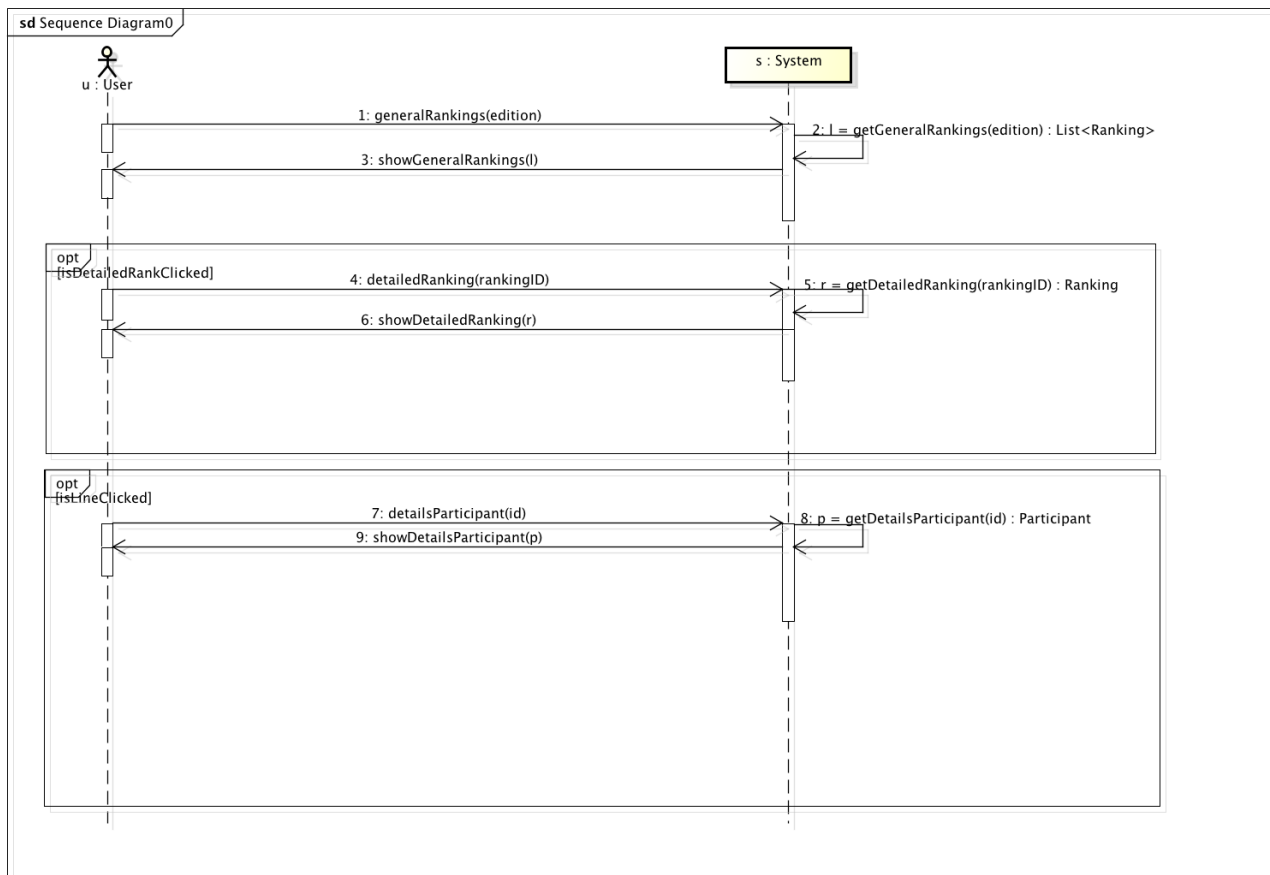 sd Sequence Diagram0
u : User
s : System
1: generalRankings(edition)
2: l = getGeneralRankings(edition) : List<Ranking>
3: showGeneralRankings(l)
opt
[isDetailedRankClicked]
4: detailedRanking(rankingID)
5: r = getDetailedRanking(rankingID) : Ranking
6: showDetailedRanking(r)
opt
[isLineClicked]
7: detailsParticipant(id)
8: p = getDetailsParticipant(id) : Participant
9: showDetailsParticipant(p)